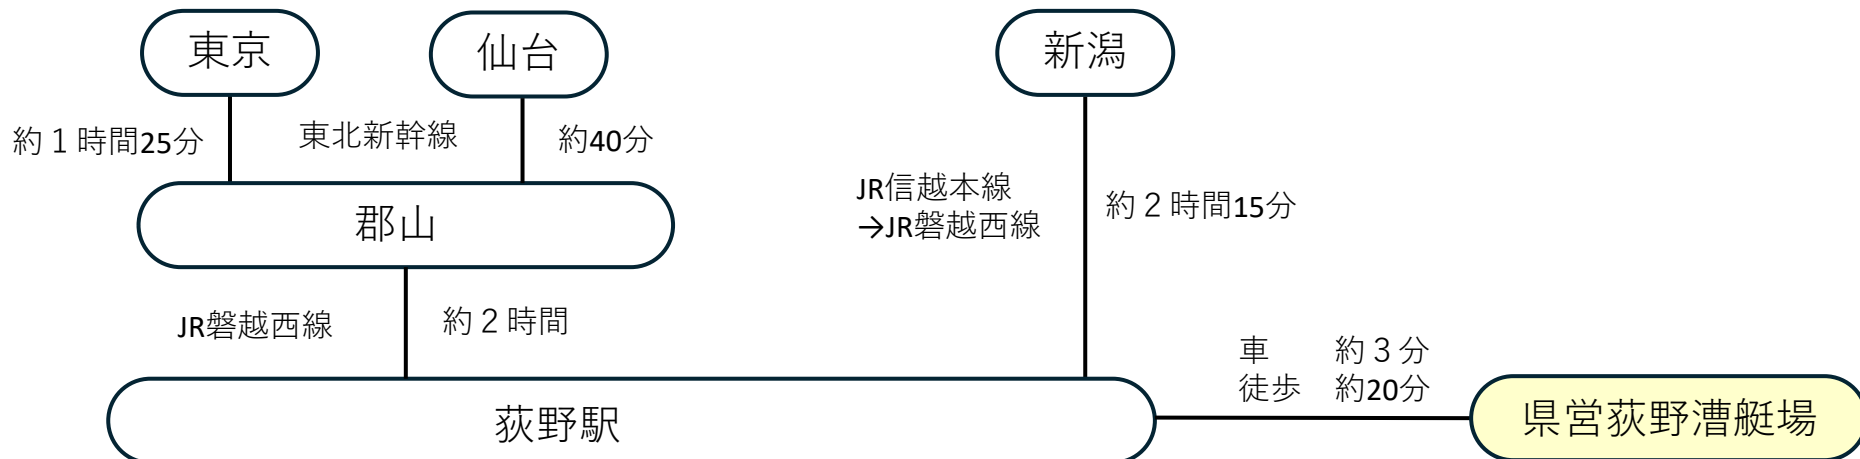 東京
仙台
新潟
約１時間25分
東北新幹線
約40分
JR信越本線
→JR磐越西線
約２時間15分
郡山
JR磐越西線
約２時間
車　　約３分
徒歩　約20分
荻野駅
県営荻野漕艇場